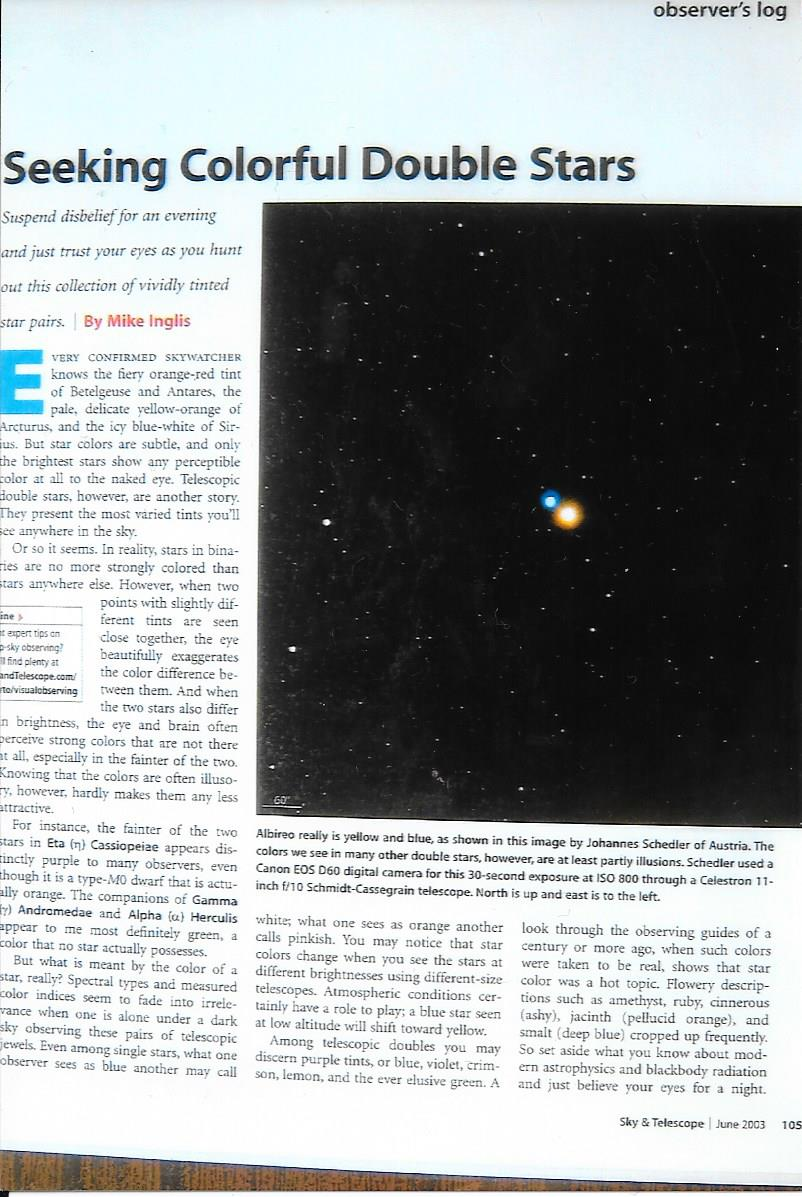 observer's log
Seeking Colorful Double Stars
Suspend disbelief for an evening
and just trust your eyes as you hunt
out this collection of vividly tinted
star pairs. | By Mike Inglis
EVERY CONFIRMED SKYWATCHER
knows the fiery orange-red tint
of Betelgeuse and Antares, the
pale, delicate yellow-orange of
Arcturus, and the icy blue-white of Sir-
ius. But star colors are subtle, and only
the brightest stars show any perceptible
color at all to the naked eye. Telescopic
double stars, however, are another story.
They present the most varied tints you'll
see anywhere in the sky.
Or so it seems. In reality, stars in bina-
ries are no more strongly colored than
stars anywhere else. However, when two
points with slightly dif-
ferent tints are seen
close together, the eye
beautifully exaggerates
the color difference be-
tween them. And when
the two stars also differ
in brightness, the eye and brain often
perceive strong colors that are not there
at all, especially in the fainter of the two.
Knowing that the colors are often illuso-
ry, however, hardly makes them any less
attractive.
For instance, the fainter of the two
stars in Eta (η) Cassiopeiae appears dis-
tinctly purple to many observers, even
though it is a type-M0 dwarf that is actu-
ally orange. The companions of Gamma
(γ) Andromedae and Alpha (α) Herculis
appear to me most definitely green, a
color that no star actually possesses.
But what is meant by the color of a
star, really? Spectral types and measured
color indices seem to fade into irrele-
vance when one is alone under a dark
sky observing these pairs of telescopic
jewels. Even among single stars, what one
observer sees as blue another may call
ine
t expert tips on
p-sky observing?
ll find plenty at
andTelescope.com/
to/visualobserving
60"
Albireo really is yellow and blue, as shown in this image by Johannes Schedler of Austria. The
colors we see in many other double stars, however, are at least partly illusions. Schedler used a
Canon EOS D60 digital camera for this 30-second exposure at ISO 800 through a Celestron 11-
inch f/10 Schmidt-Cassegrain telescope. North is up and east is to the left.
white; what one sees as orange another
calls pinkish. You may notice that star
colors change when you see the stars at
different brightnesses using different-size
telescopes. Atmospheric conditions cer-
tainly have a role to play; a blue star seen
at low altitude will shift toward yellow.
Among telescopic doubles you may
discern purple tints, or blue, violet, crim-
son, lemon, and the ever elusive green. A
look through the observing guides of a
century or more ago, when such colors
were taken to be real, shows that star
color was a hot topic. Flowery descrip-
tions such as amethyst, ruby, cinnerous
(ashy), jacinth (pellucid orange), and
smalt (deep blue) cropped up frequently.
So set aside what you know about mod-
ern astrophysics and blackbody radiation
and just believe your eyes for a night.
Sky & Telescope | June 2003 105